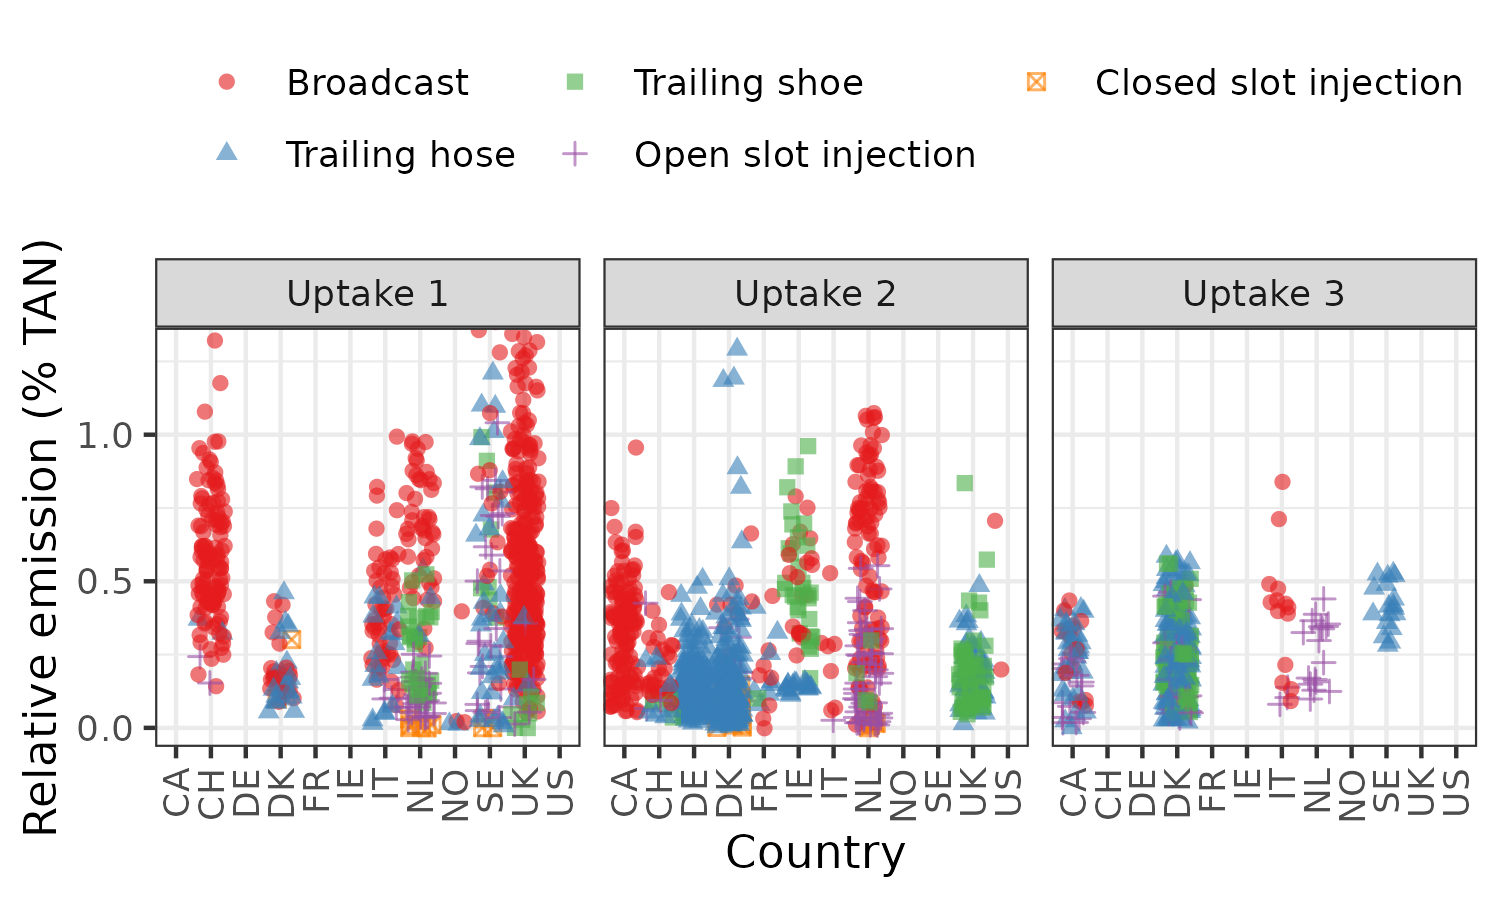 Broadcast Trailing shoe Closed slot injection
Trailing hose Open slot injection
Relative emission (% TAN)
Uptake 1 Uptake 2 Uptake 3
1.0
0.5
0.0
CA CH DE DK FR IE IT NL NO SE UK US CA CH DE DK FR IE IT NL NO SE UK US CA CH DE DK FR IE IT NL NO SE UK US
Country